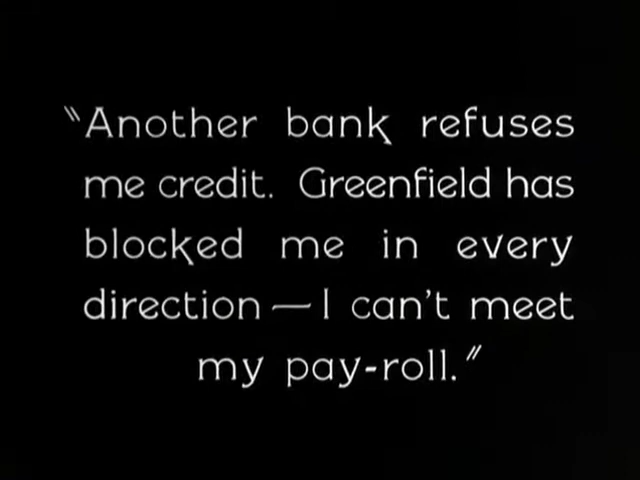 "Another bank refuses
me credit. Greenfield has
blocked me in every
direction — I can't meet
my pay-roll."